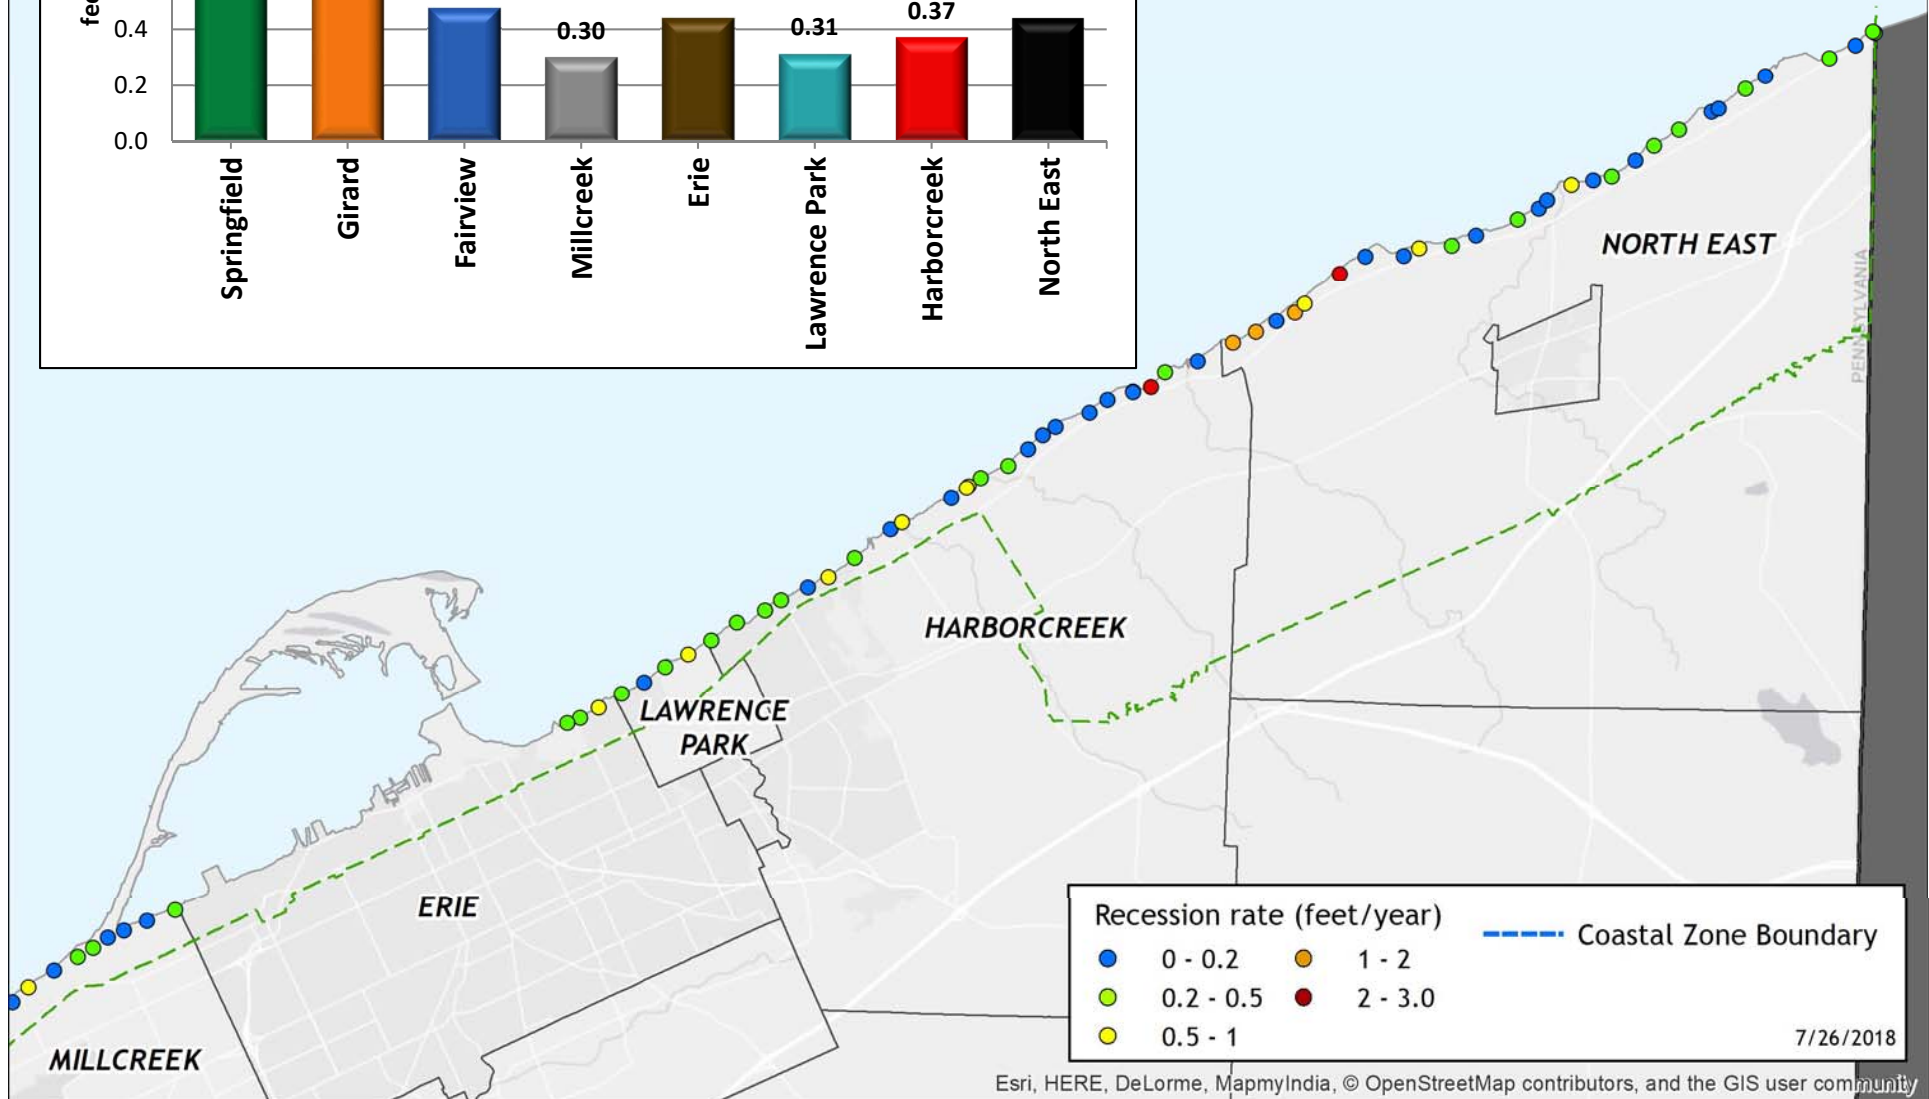 0.4
0.2
0.0
0.30
0.31
0.37
Springfield
Girard
Fairview
Millcreek
Erie
Lawrence Park
Harborcreek
North East
NORTH EAST
PENNSYLVANIA
HARBORCREEK
LAWRENCE
PARK
ERIE
MILLCREEK
Recession rate (feet/year)
0 - 0.2
1 - 2
0.2 - 0.5
2 - 3.0
0.5 - 1
Coastal Zone Boundary
7/26/2018
Esri, HERE, DeLorme, MapmyIndia, © OpenStreetMap contributors, and the GIS user community